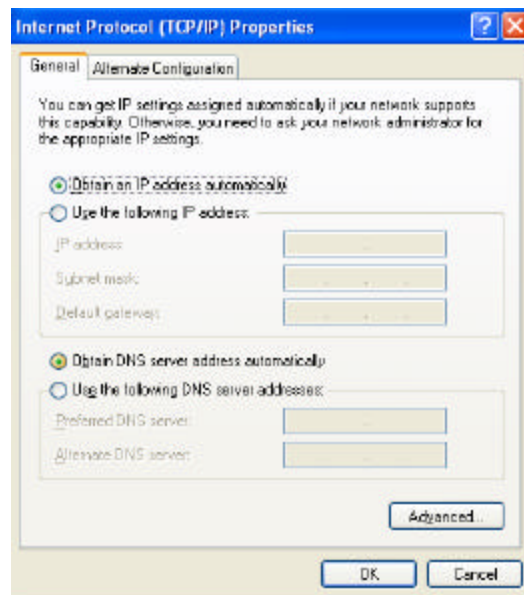 Internet Protocol (TCP/IP) Properties
General
Alternate Configuration
You can get IP settings assigned automatically if your network supports
this capability. Otherwise, you need to ask your network administrator for
the appropriate IP settings.
Obtain an IP address automatically
Use the following IP address:
IP address:
Subnet mask:
Default gateway:
Obtain DNS server address automatically
Use the following DNS server addresses:
Preferred DNS server:
Alternate DNS server:
Advanced...
OK
Cancel